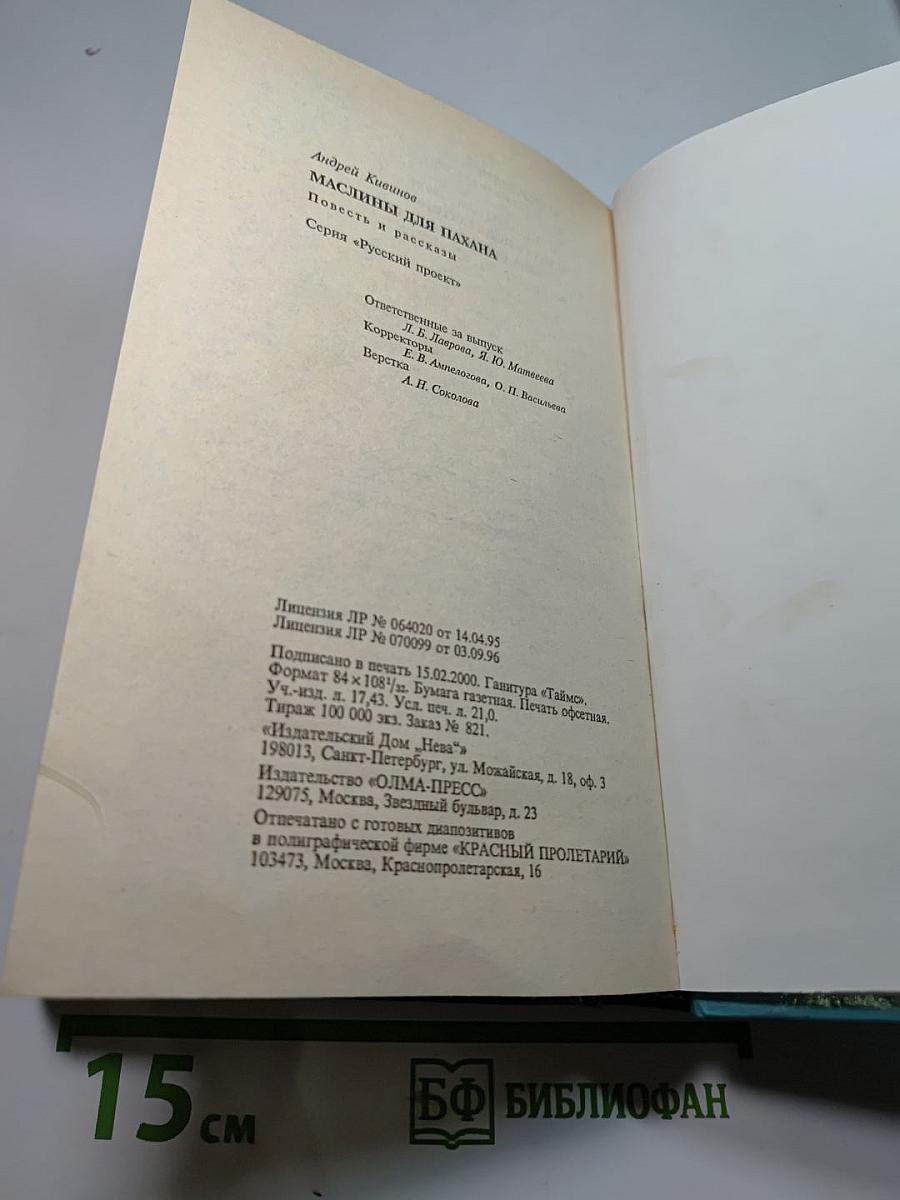 Андрей Кивинов
МАСЛИНЫ ДЛЯ ПАХАНА
Повесть и рассказы
Серия «Русский проект»
Ответственные за выпуск
Л. Б. Лаврова, Я. Ю. Матвеева
Корректоры
Е. В. Ампелогова, О. П. Васильева
Верстка
А. Н. Соколова
Лицензия ЛР № 064020 от 14.04.95
Лицензия ЛР № 070099 от 03.09.96
Подписано в печать 15.02.2000. Ганитура «Таймс».
Формат 84×108¹/₃₂. Бумага газетная. Печать офсетная.
Уч.-изд. л. 17,43. Усл. печ. л. 21,0.
Тираж 100 000 экз. Заказ № 821.
«Издательский Дом „Нева“»
198013, Санкт-Петербург, ул. Можайская, д. 18, оф. 3
Издательство «ОЛМА-ПРЕСС»
129075, Москва, Звездный бульвар, д. 23
Отпечатано с готовых диапозитивов
в полиграфической фирме «КРАСНЫЙ ПРОЛЕТАРИЙ»
103473, Москва, Краснопролетарская, 16
15 см
БФ БИБЛИОФАН